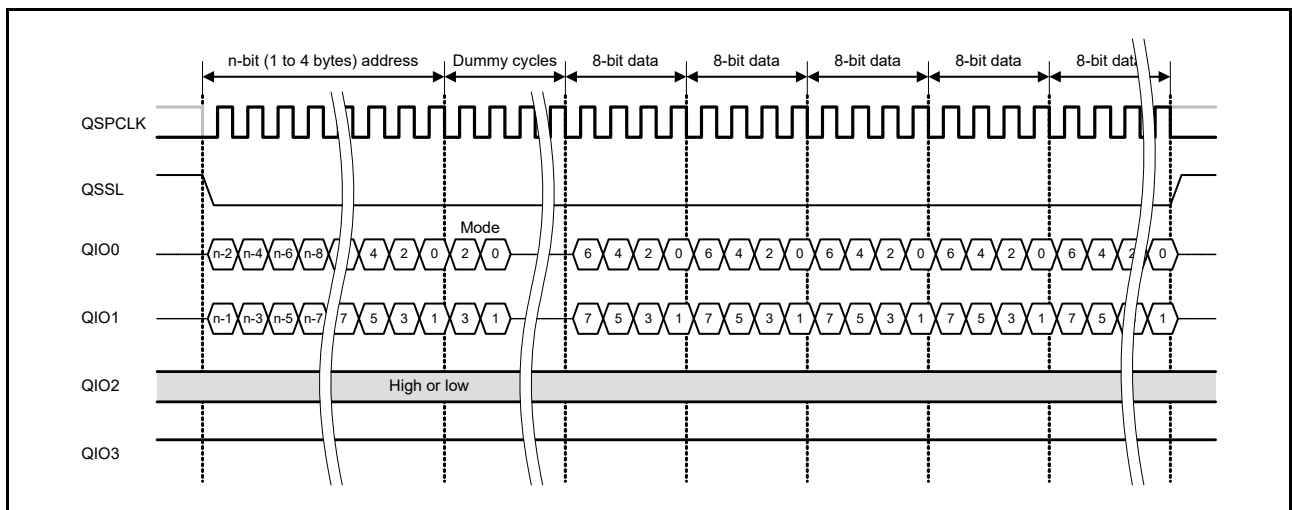 n-bit (1 to 4 bytes) address Dummy cycles 8-bit data 8-bit data 8-bit data 8-bit data 8-bit data
QSPCLK
QSSL
Mode
QIO0 n-2 n-4 n-6 n-8 4 2 0 2 0 6 4 2 0 6 4 2 0 6 4 2 0 6 4 2 0 6 4 2 0
QIO1 n-1 n-3 n-5 n-7 7 5 3 1 3 1 7 5 3 1 7 5 3 1 7 5 3 1 7 5 3 1 7 5 1
QIO2 High or low
QIO3